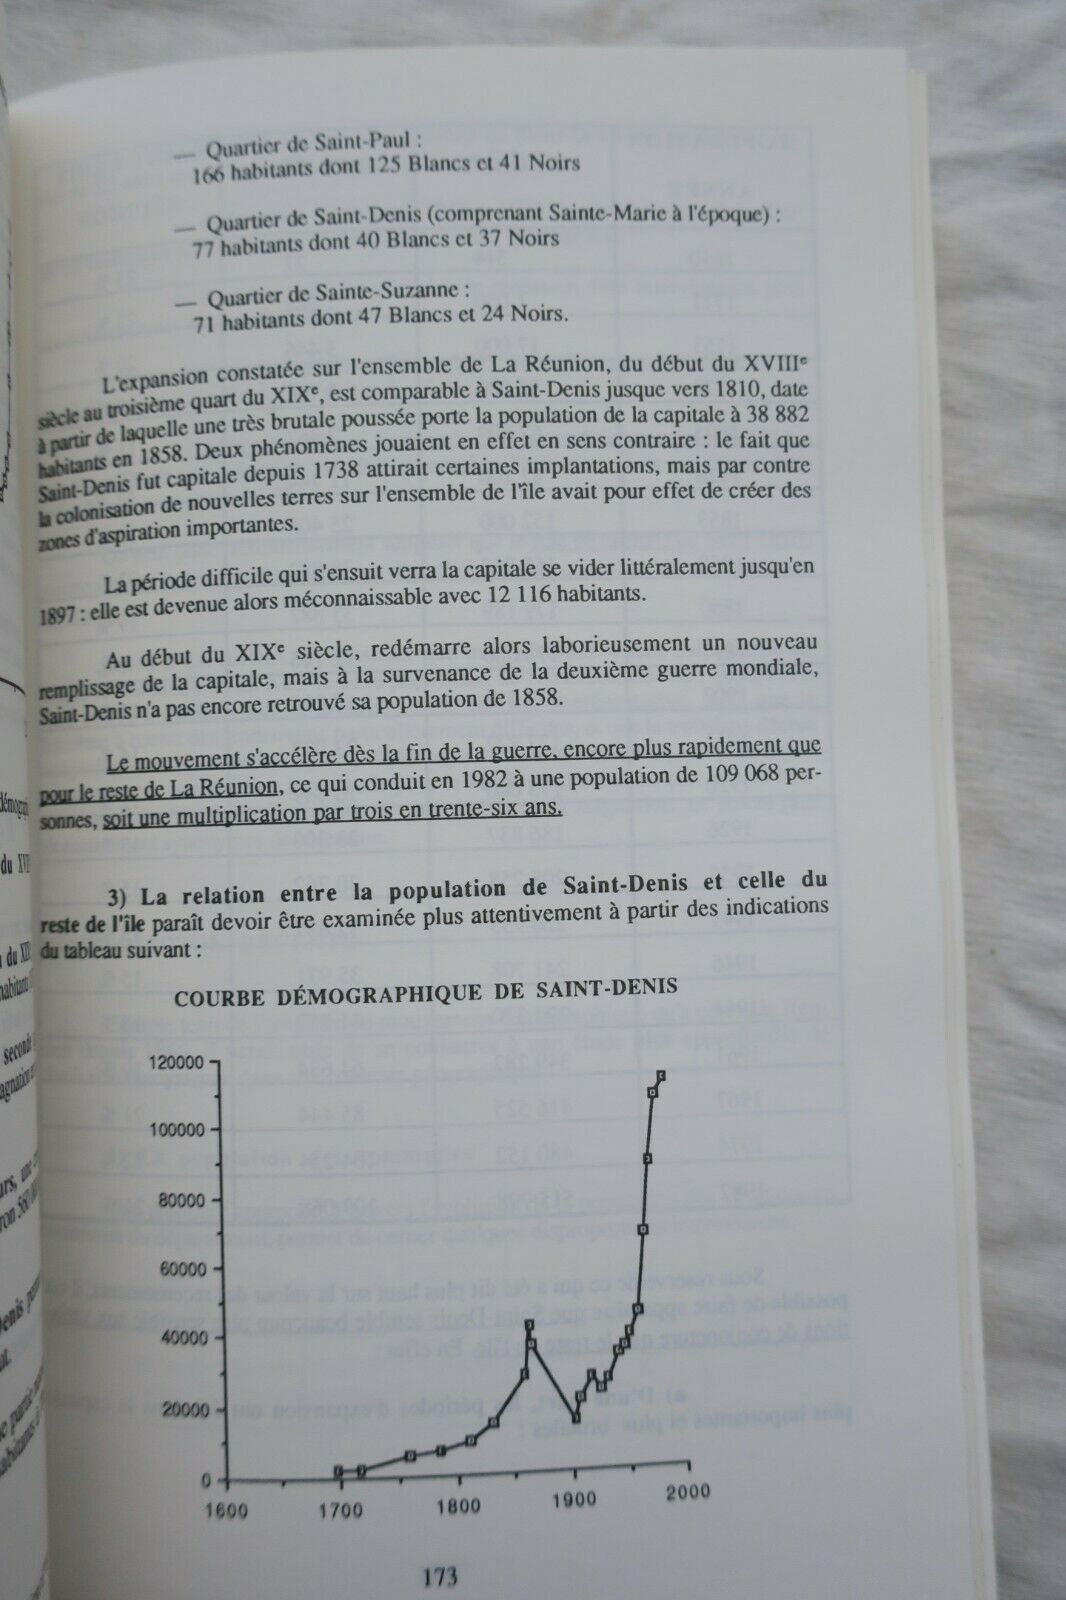 — Quartier de Saint-Paul :
166 habitants dont 125 Blancs et 41 Noirs
— Quartier de Saint-Denis (comprenant Sainte-Marie à l'époque) :
77 habitants dont 40 Blancs et 37 Noirs
— Quartier de Sainte-Suzanne :
71 habitants dont 47 Blancs et 24 Noirs.
L'expansion constatée sur l'ensemble de La Réunion, du début du XVIIIe
siècle au troisième quart du XIXe, est comparable à Saint-Denis jusque vers 1810, date
à partir de laquelle une très brutale poussée porte la population de la capitale à 38 882
habitants en 1858. Deux phénomènes jouaient en effet en sens contraire : le fait que
Saint-Denis fut capitale depuis 1738 attirait certaines implantations, mais par contre
la colonisation de nouvelles terres sur l'ensemble de l'île avait pour effet de créer des
zones d'aspiration importantes.
La période difficile qui s'ensuit verra la capitale se vider littéralement jusqu'en
1897 : elle est devenue alors méconnaissable avec 12 116 habitants.
Au début du XIXe siècle, redémarre alors laborieusement un nouveau
remplissage de la capitale, mais à la survenance de la deuxième guerre mondiale,
Saint-Denis n'a pas encore retrouvé sa population de 1858.
Le mouvement s'accélère dès la fin de la guerre, encore plus rapidement que
pour le reste de La Réunion, ce qui conduit en 1982 à une population de 109 068 per-
sonnes, soit une multiplication par trois en trente-six ans.
3) La relation entre la population de Saint-Denis et celle du
reste de l'île paraît devoir être examinée plus attentivement à partir des indications
du tableau suivant :
COURBE DÉMOGRAPHIQUE DE SAINT-DENIS
120000
100000
80000
60000
40000
20000
0
1600 1700 1800 1900 2000
173